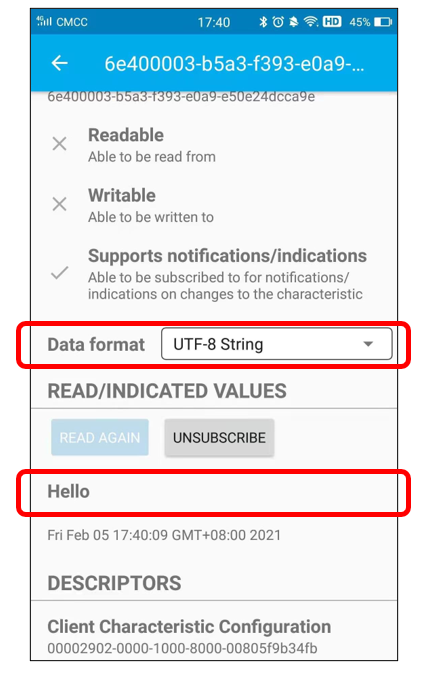 4G CMCC 17:40 HD 45%
6e400003-b5a3-f393-e0a9-...
6e400003-b5a3-f393-e0a9-e50e24dcca9e
Readable
Able to be read from
Writable
Able to be written to
Supports notifications/indications
Able to be subscribed to for notifications/
indications on changes to the characteristic
Data format UTF-8 String
READ/INDICATED VALUES
READ AGAIN UNSUBSCRIBE
Hello
Fri Feb 05 17:40:09 GMT+08:00 2021
DESCRIPTORS
Client Characteristic Configuration
00002902-0000-1000-8000-00805f9b34fb